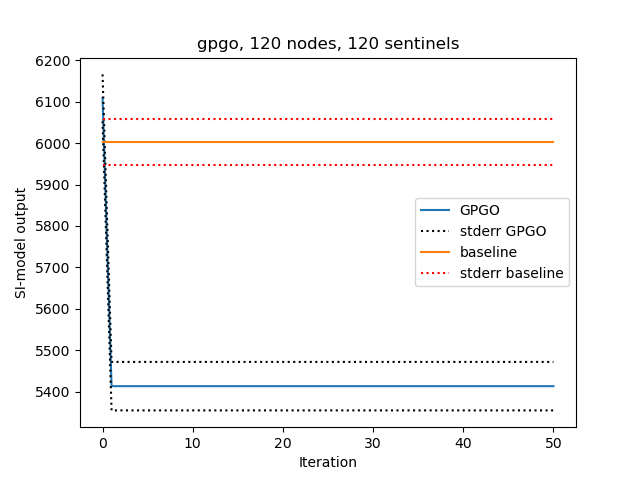 gpgo, 120 nodes, 120 sentinels
6200
6100
6000
5900
5800
5700
5600
5500
5400
SI-model output
GPGO
stderr GPGO
baseline
stderr baseline
0 10 20 30 40 50
Iteration